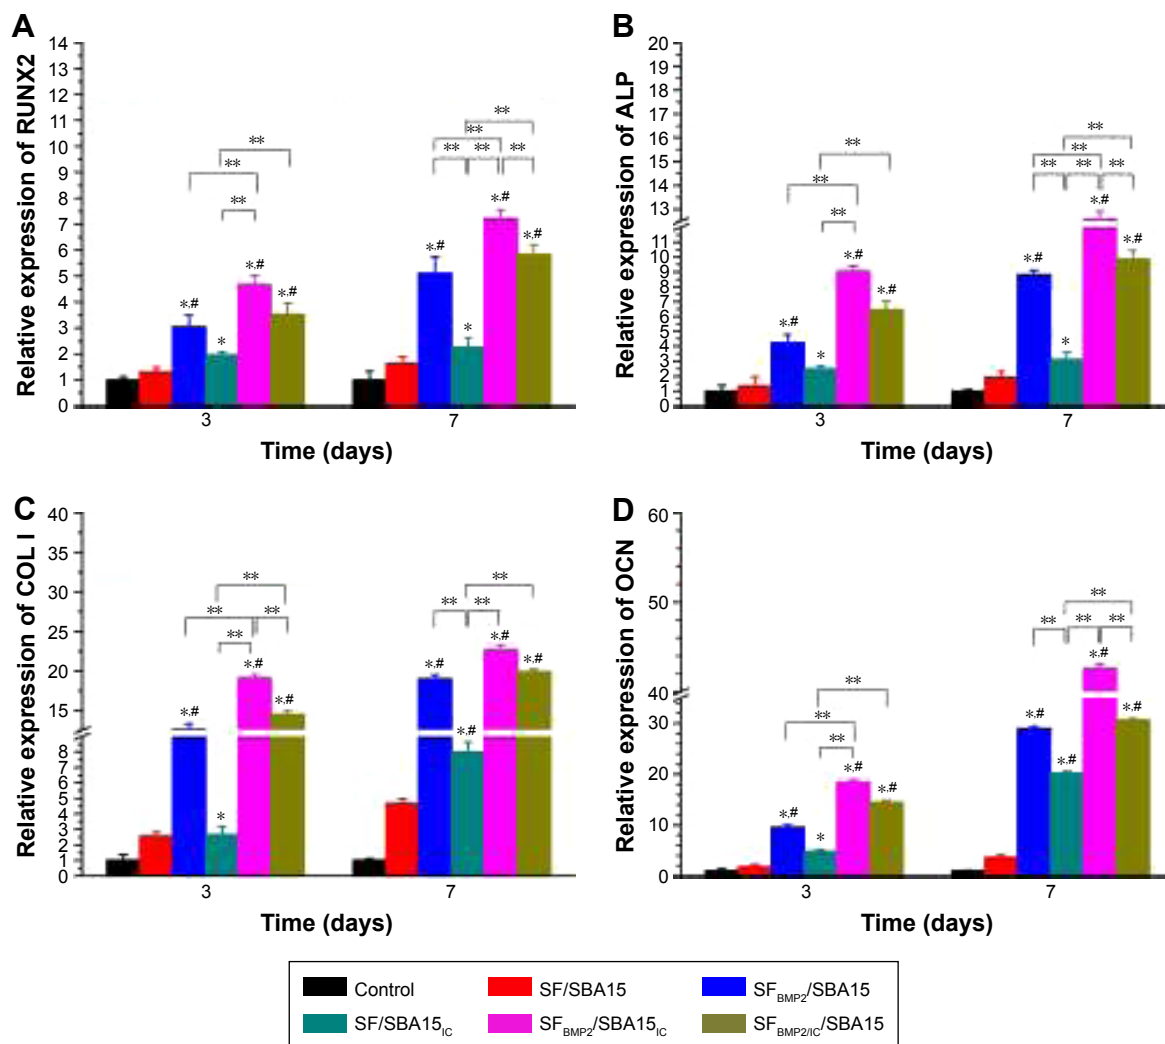 A
Relative expression of RUNX2
14
13
12
11
10
9
8
7
6
5
4
3
2
1
0
** ** **
** ** ** ** **
*,# * *,# *,#
*,# * *,# *,#
3 7
Time (days)
B
Relative expression of ALP
20
19
18
17
16
15
14
13
11
10
9
8
7
6
5
4
3
2
1
0
** ** **
** ** ** ** **
*,# * *,# *,#
*,# * *,# *,#
3 7
Time (days)
C
Relative expression of COL I
40
35
30
25
20
15
8
7
6
5
4
3
2
1
0
** ** ** **
** ** **
*,# * *,# *,#
*,# *,# *,# *,#
3 7
Time (days)
D
Relative expression of OCN
60
50
40
30
20
10
0
** ** **
** ** ** **
*,# * *,# *,#
*,# *,# *,# *,#
3 7
Time (days)
Control SF/SBA15 SF_BMP2/SBA15
SF/SBA15_IC SF_BMP2/SBA15_IC SF_BMP2/IC/SBA15